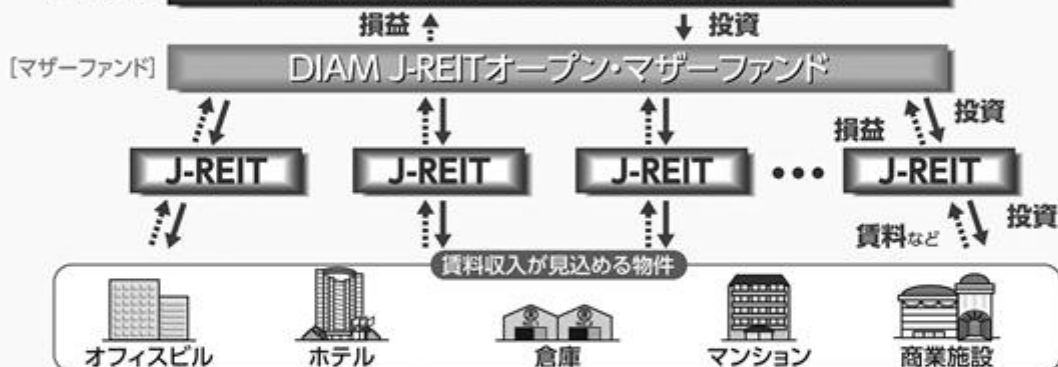 損益 投資
[マザーファンド] DIAM J-REITオープン・マザーファンド
損益 投資
J-REIT J-REIT J-REIT ••• J-REIT
賃料など 投資
賃料収入が見込める物件
オフィスビル ホテル 倉庫 マンション 商業施設